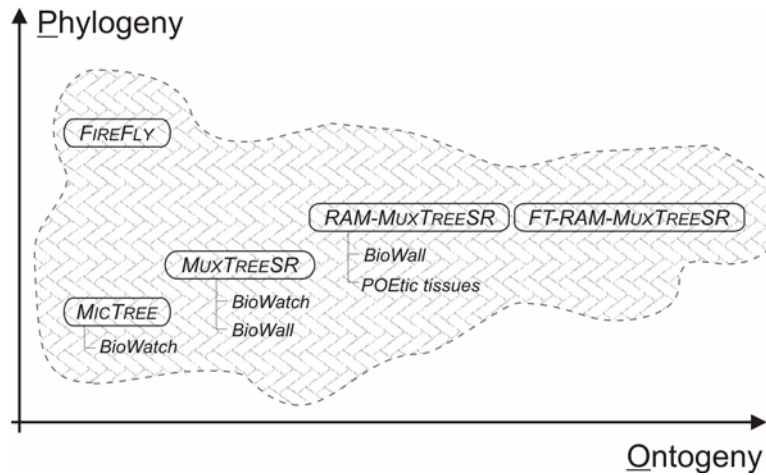 Phylogeny
FIREFLY
RAM-MUXTREESR
FT-RAM-MUXTREESR
BioWall
POEtic tissues
MUXTREESR
BioWatch
BioWall
MICTREE
BioWatch
Ontogeny